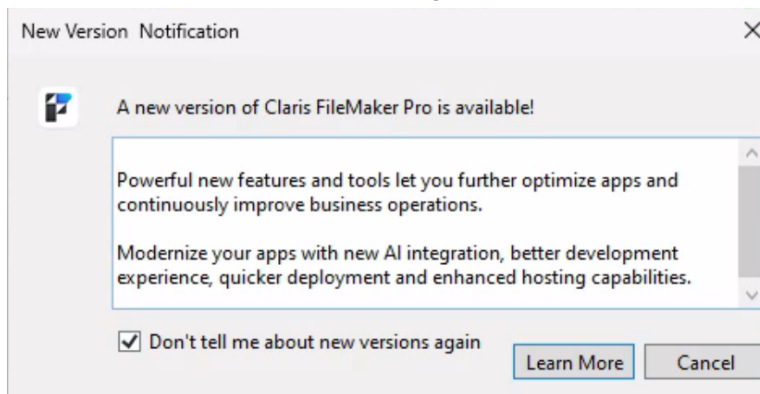 New Version Notification
A new version of Claris FileMaker Pro is available!
Powerful new features and tools let you further optimize apps and
continuously improve business operations.
Modernize your apps with new AI integration, better development
experience, quicker deployment and enhanced hosting capabilities.
Don't tell me about new versions again
Learn More
Cancel